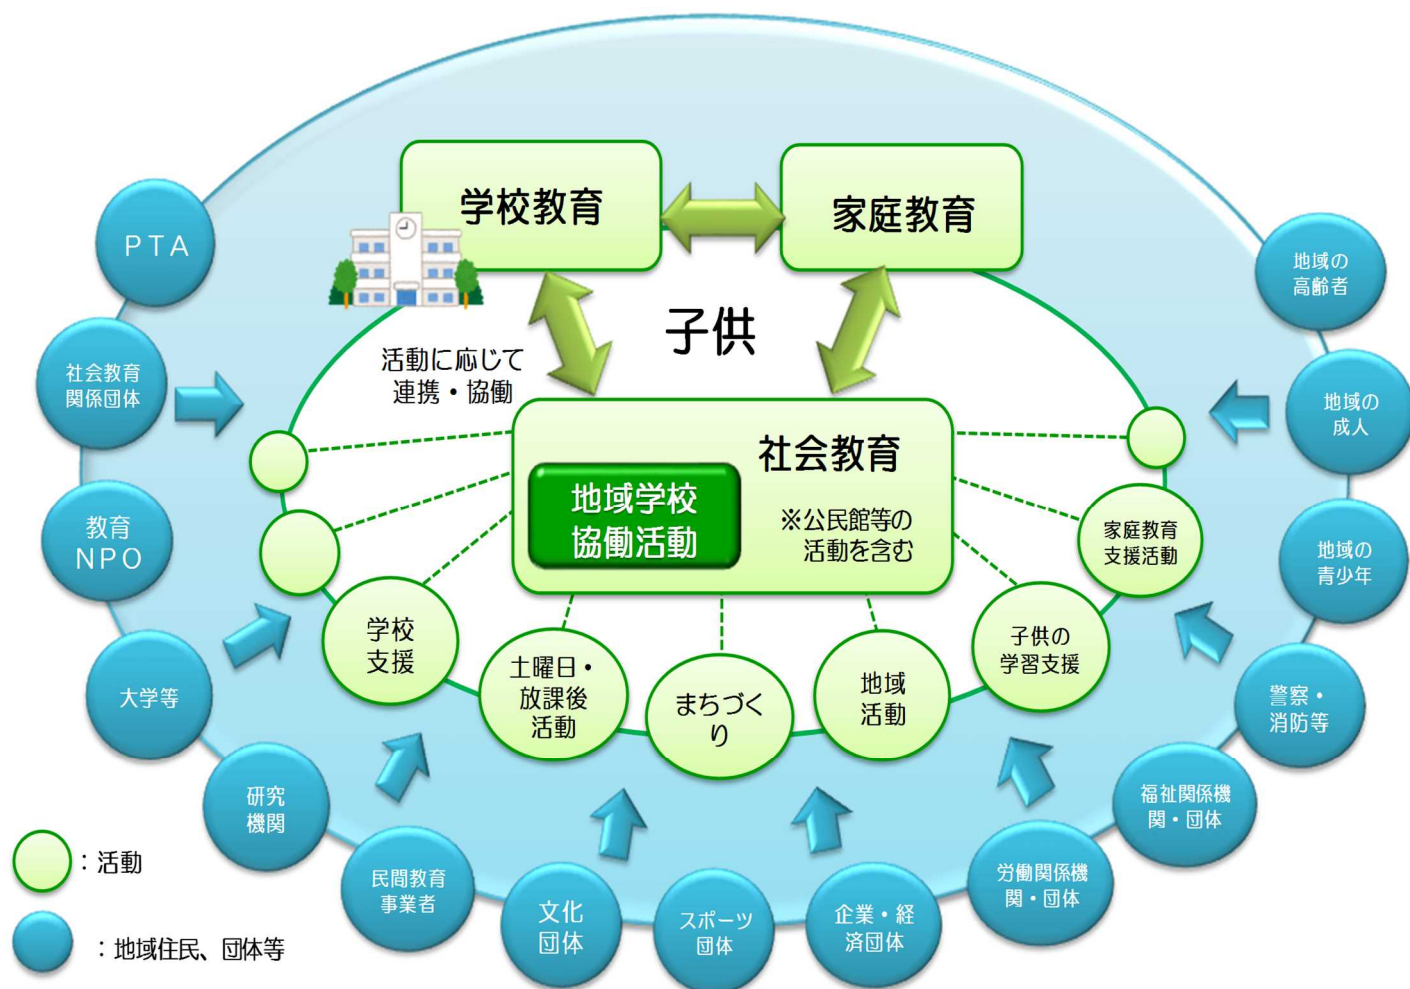 学校教育
家庭教育
子供
活動に応じて
連携・協働
社会教育
地域学校
協働活動
※公民館等の
活動を含む
学校
支援
土曜日・
放課後
活動
まちづく
り
地域
活動
子供の
学習支援
家庭教育
支援活動
PTA
社会教育
関係団体
教育
NPO
大学等
研究
機関
民間教育
事業者
文化
団体
スポーツ
団体
企業・経
済団体
労働関係機
関・団体
福祉関係機
関・団体
警察・
消防等
地域の
青少年
地域の
成人
地域の
高齢者
：活動
：地域住民、団体等